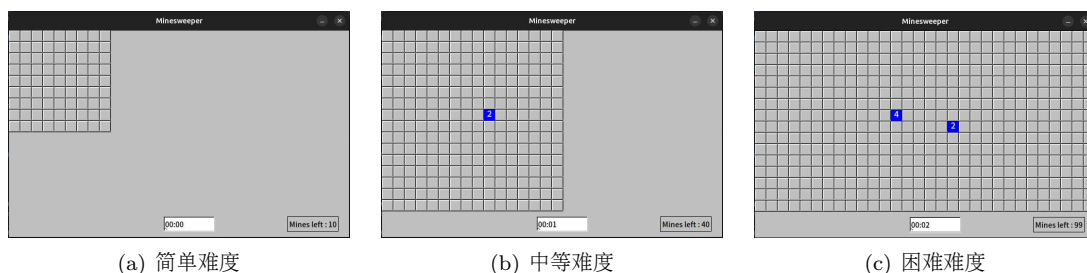 Minesweeper
00:00
Mines left : 10
(a) 简单难度
Minesweeper
2
00:01
Mines left : 40
(b) 中等难度
Minesweeper
4
2
00:02
Mines left : 99
(c) 困难难度